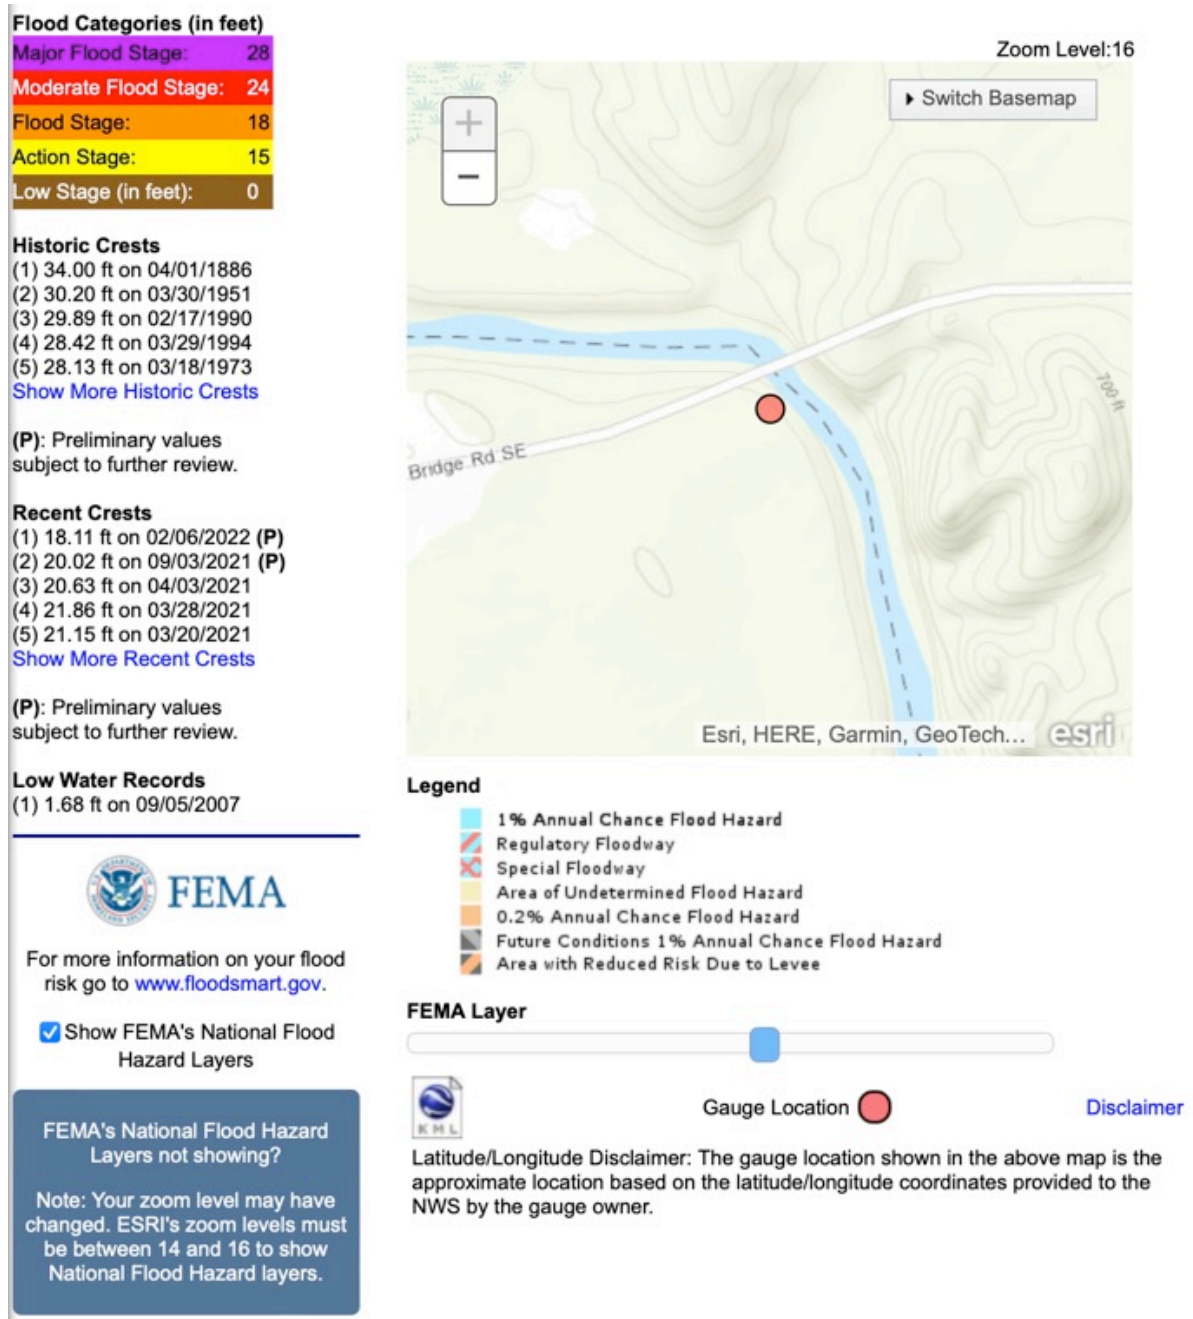 Flood Categories (in feet)
Major Flood Stage: 28
Moderate Flood Stage: 24
Flood Stage: 18
Action Stage: 15
Low Stage (in feet): 0
Historic Crests
(1) 34.00 ft on 04/01/1886
(2) 30.20 ft on 03/30/1951
(3) 29.89 ft on 02/17/1990
(4) 28.42 ft on 03/29/1994
(5) 28.13 ft on 03/18/1973
Show More Historic Crests
(P): Preliminary values
subject to further review.
Recent Crests
(1) 18.11 ft on 02/06/2022 (P)
(2) 20.02 ft on 09/03/2021 (P)
(3) 20.63 ft on 04/03/2021
(4) 21.86 ft on 03/28/2021
(5) 21.15 ft on 03/20/2021
Show More Recent Crests
(P): Preliminary values
subject to further review.
Low Water Records
(1) 1.68 ft on 09/05/2007
FEMA
For more information on your flood
risk go to www.floodsmart.gov.
Show FEMA's National Flood
Hazard Layers
FEMA's National Flood Hazard
Layers not showing?
Note: Your zoom level may have
changed. ESRI's zoom levels must
be between 14 and 16 to show
National Flood Hazard layers.
Zoom Level:16
Switch Basemap
+
−
700 ft
Bridge Rd SE
Esri, HERE, Garmin, GeoTech... esri
Legend
1% Annual Chance Flood Hazard
Regulatory Floodway
Special Floodway
Area of Undetermined Flood Hazard
0.2% Annual Chance Flood Hazard
Future Conditions 1% Annual Chance Flood Hazard
Area with Reduced Risk Due to Levee
FEMA Layer
KML
Gauge Location
Disclaimer
Latitude/Longitude Disclaimer: The gauge location shown in the above map is the
approximate location based on the latitude/longitude coordinates provided to the
NWS by the gauge owner.